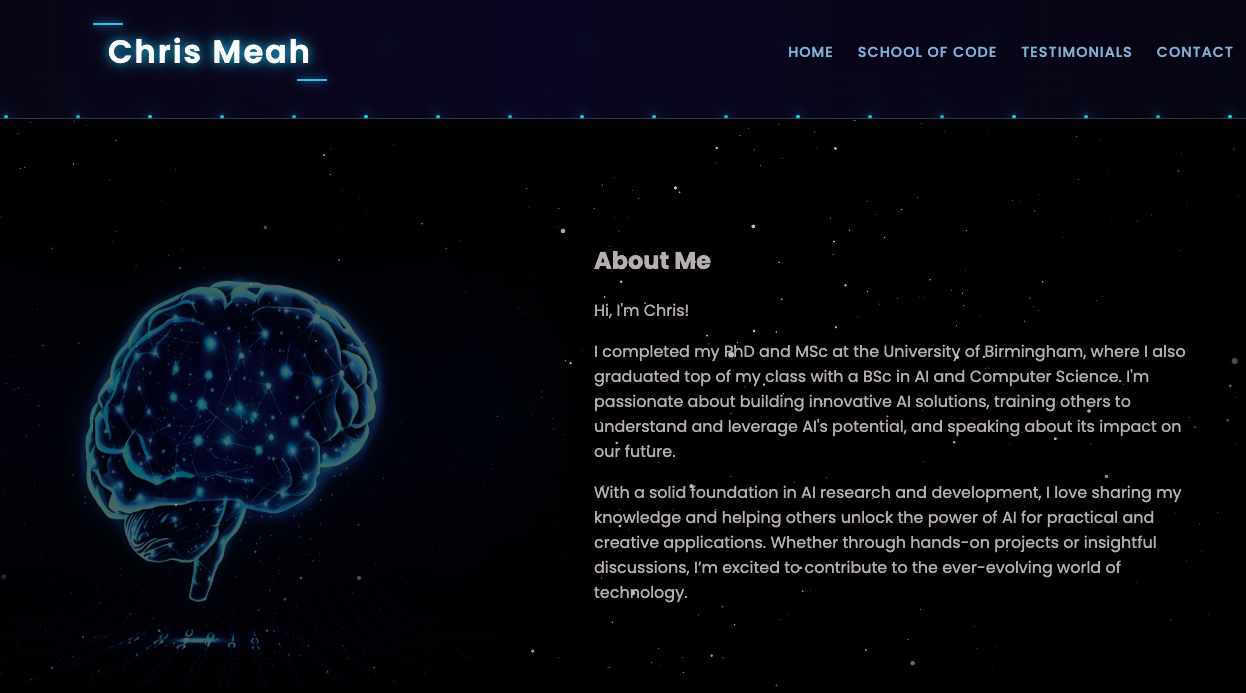 Chris Meah
HOME SCHOOL OF CODE TESTIMONIALS CONTACT
About Me
Hi, I'm Chris!
I completed my PhD and MSc at the University of Birmingham, where I also
graduated top of my class with a BSc in AI and Computer Science. I'm
passionate about building innovative AI solutions, training others to
understand and leverage AI's potential, and speaking about its impact on
our future.
With a solid foundation in AI research and development, I love sharing my
knowledge and helping others unlock the power of AI for practical and
creative applications. Whether through hands-on projects or insightful
discussions, I’m excited to contribute to the ever-evolving world of
technology.